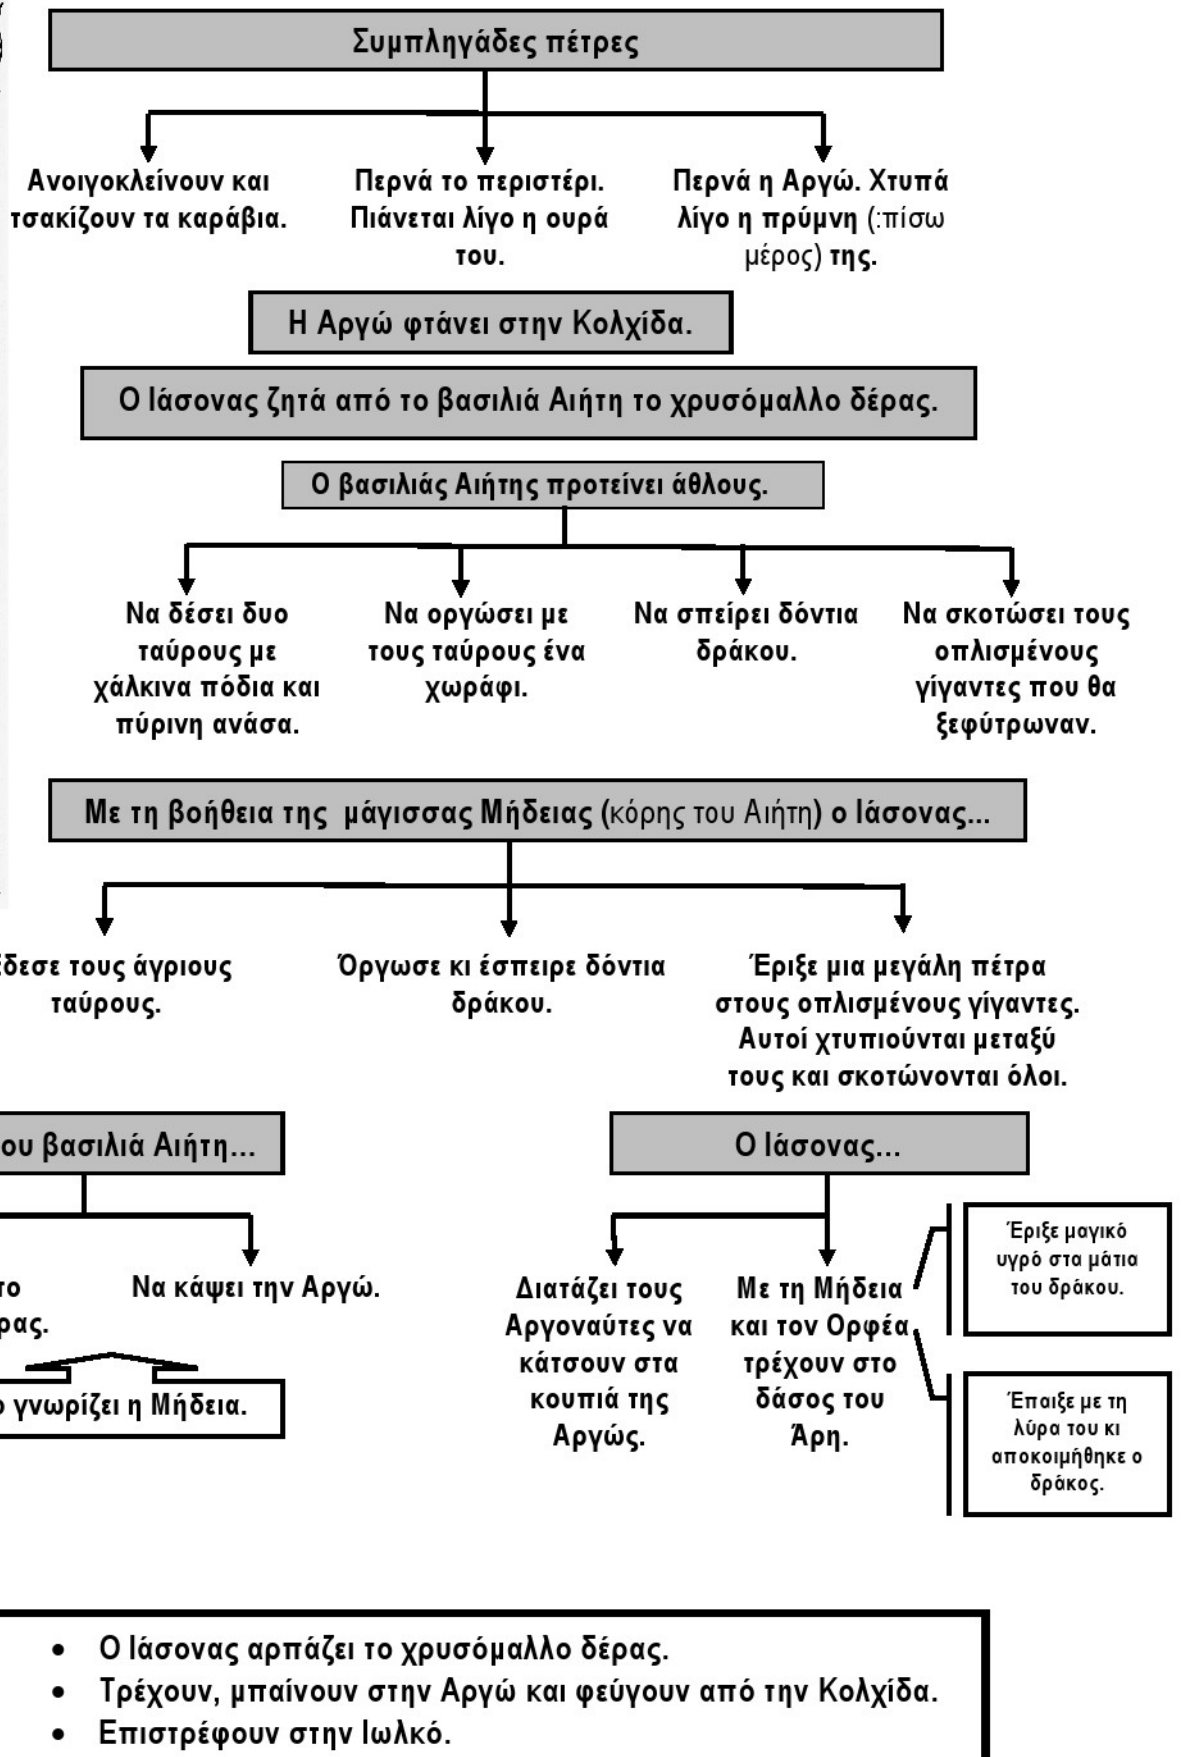 Συμπληγάδες πέτρες
Ανοιγοκλείνουν και
τσακίζουν τα καράβια.
Περνά το περιστέρι.
Πιάνεται λίγο η ουρά
του.
Περνά η Αργώ. Χτυπά
λίγο η πρύμνη (:πίσω
μέρος) της.
Η Αργώ φτάνει στην Κολχίδα.
Ο Ιάσονας ζητά από το βασιλιά Αιήτη το χρυσόμαλλο δέρας.
Ο βασιλιάς Αιήτης προτείνει άθλους.
Να δέσει δυο
ταύρους με
χάλκινα πόδια και
πύρινη ανάσα.
Να οργώσει με
τους ταύρους ένα
χωράφι.
Να σπείρει δόντια
δράκου.
Να σκοτώσει τους
οπλισμένους
γίγαντες που θα
ξεφύτρωναν.
Με τη βοήθεια της μάγισσας Μήδειας (κόρης του Αιήτη) ο Ιάσονας...
δεσε τους άγριους
ταύρους.
Όργωσε κι έσπειρε δόντια
δράκου.
Έριξε μια μεγάλη πέτρα
στους οπλισμένους γίγαντες.
Αυτοί χτυπιούνται μεταξύ
τους και σκοτώνονται όλοι.
ου βασιλιά Αιήτη...
το
ρας.
Να κάψει την Αργώ.
γνωρίζει η Μήδεια.
Ο Ιάσονας...
Διατάζει τους
Αργοναύτες να
κάτσουν στα
κουπιά της
Αργώς.
Με τη Μήδεια
και τον Ορφέα
τρέχουν στο
δάσος του
Άρη.
Έριξε μαγικό
υγρό στα μάτια
του δράκου.
Έπαιξε με τη
λύρα του κι
αποκοιμήθηκε ο
δράκος.
• Ο Ιάσονας αρπάζει το χρυσόμαλλο δέρας.
• Τρέχουν, μπαίνουν στην Αργώ και φεύγουν από την Κολχίδα.
• Επιστρέφουν στην Ιωλκό.